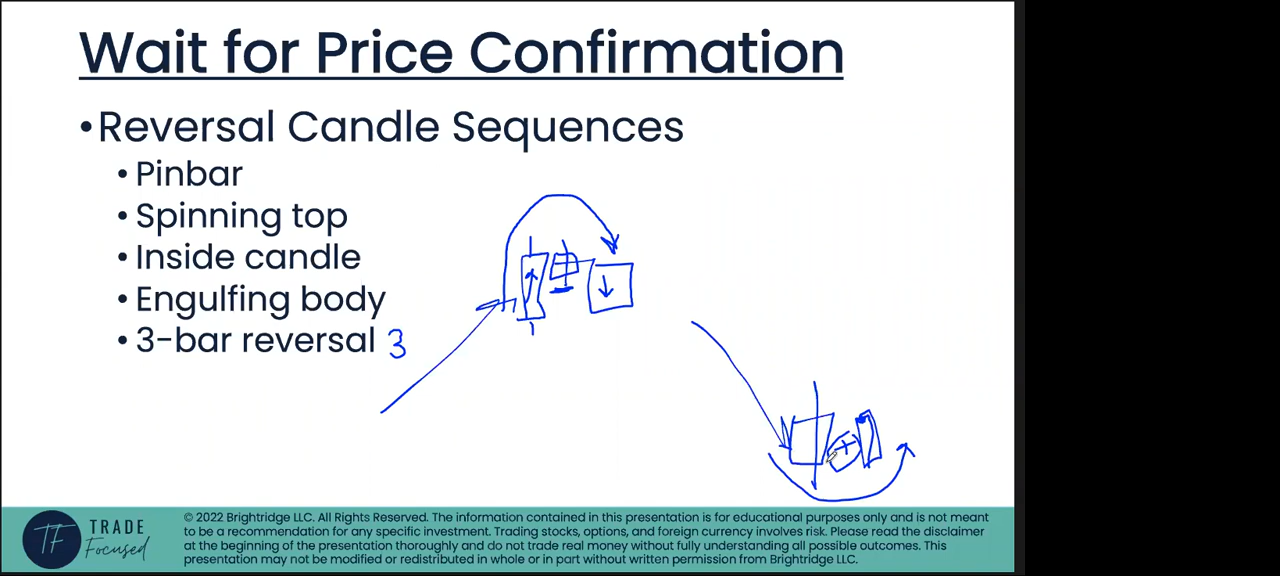 Wait for Price Confirmation
•Reversal Candle Sequences
• Pinbar
• Spinning top
• Inside candle
• Engulfing body
• 3-bar reversal 3
TF TRADE
Focused
© 2022 Brightridge LLC. All Rights Reserved. The information contained in this presentation is for educational purposes only and is not meant
to be a recommendation for any specific investment. Trading stocks, options, and foreign currency involves risk. Please read the disclaimer
at the beginning of the presentation thoroughly and do not trade real money without fully understanding all possible outcomes. This
presentation may not be modified or redistributed in whole or in part without written permission from Brightridge LLC.